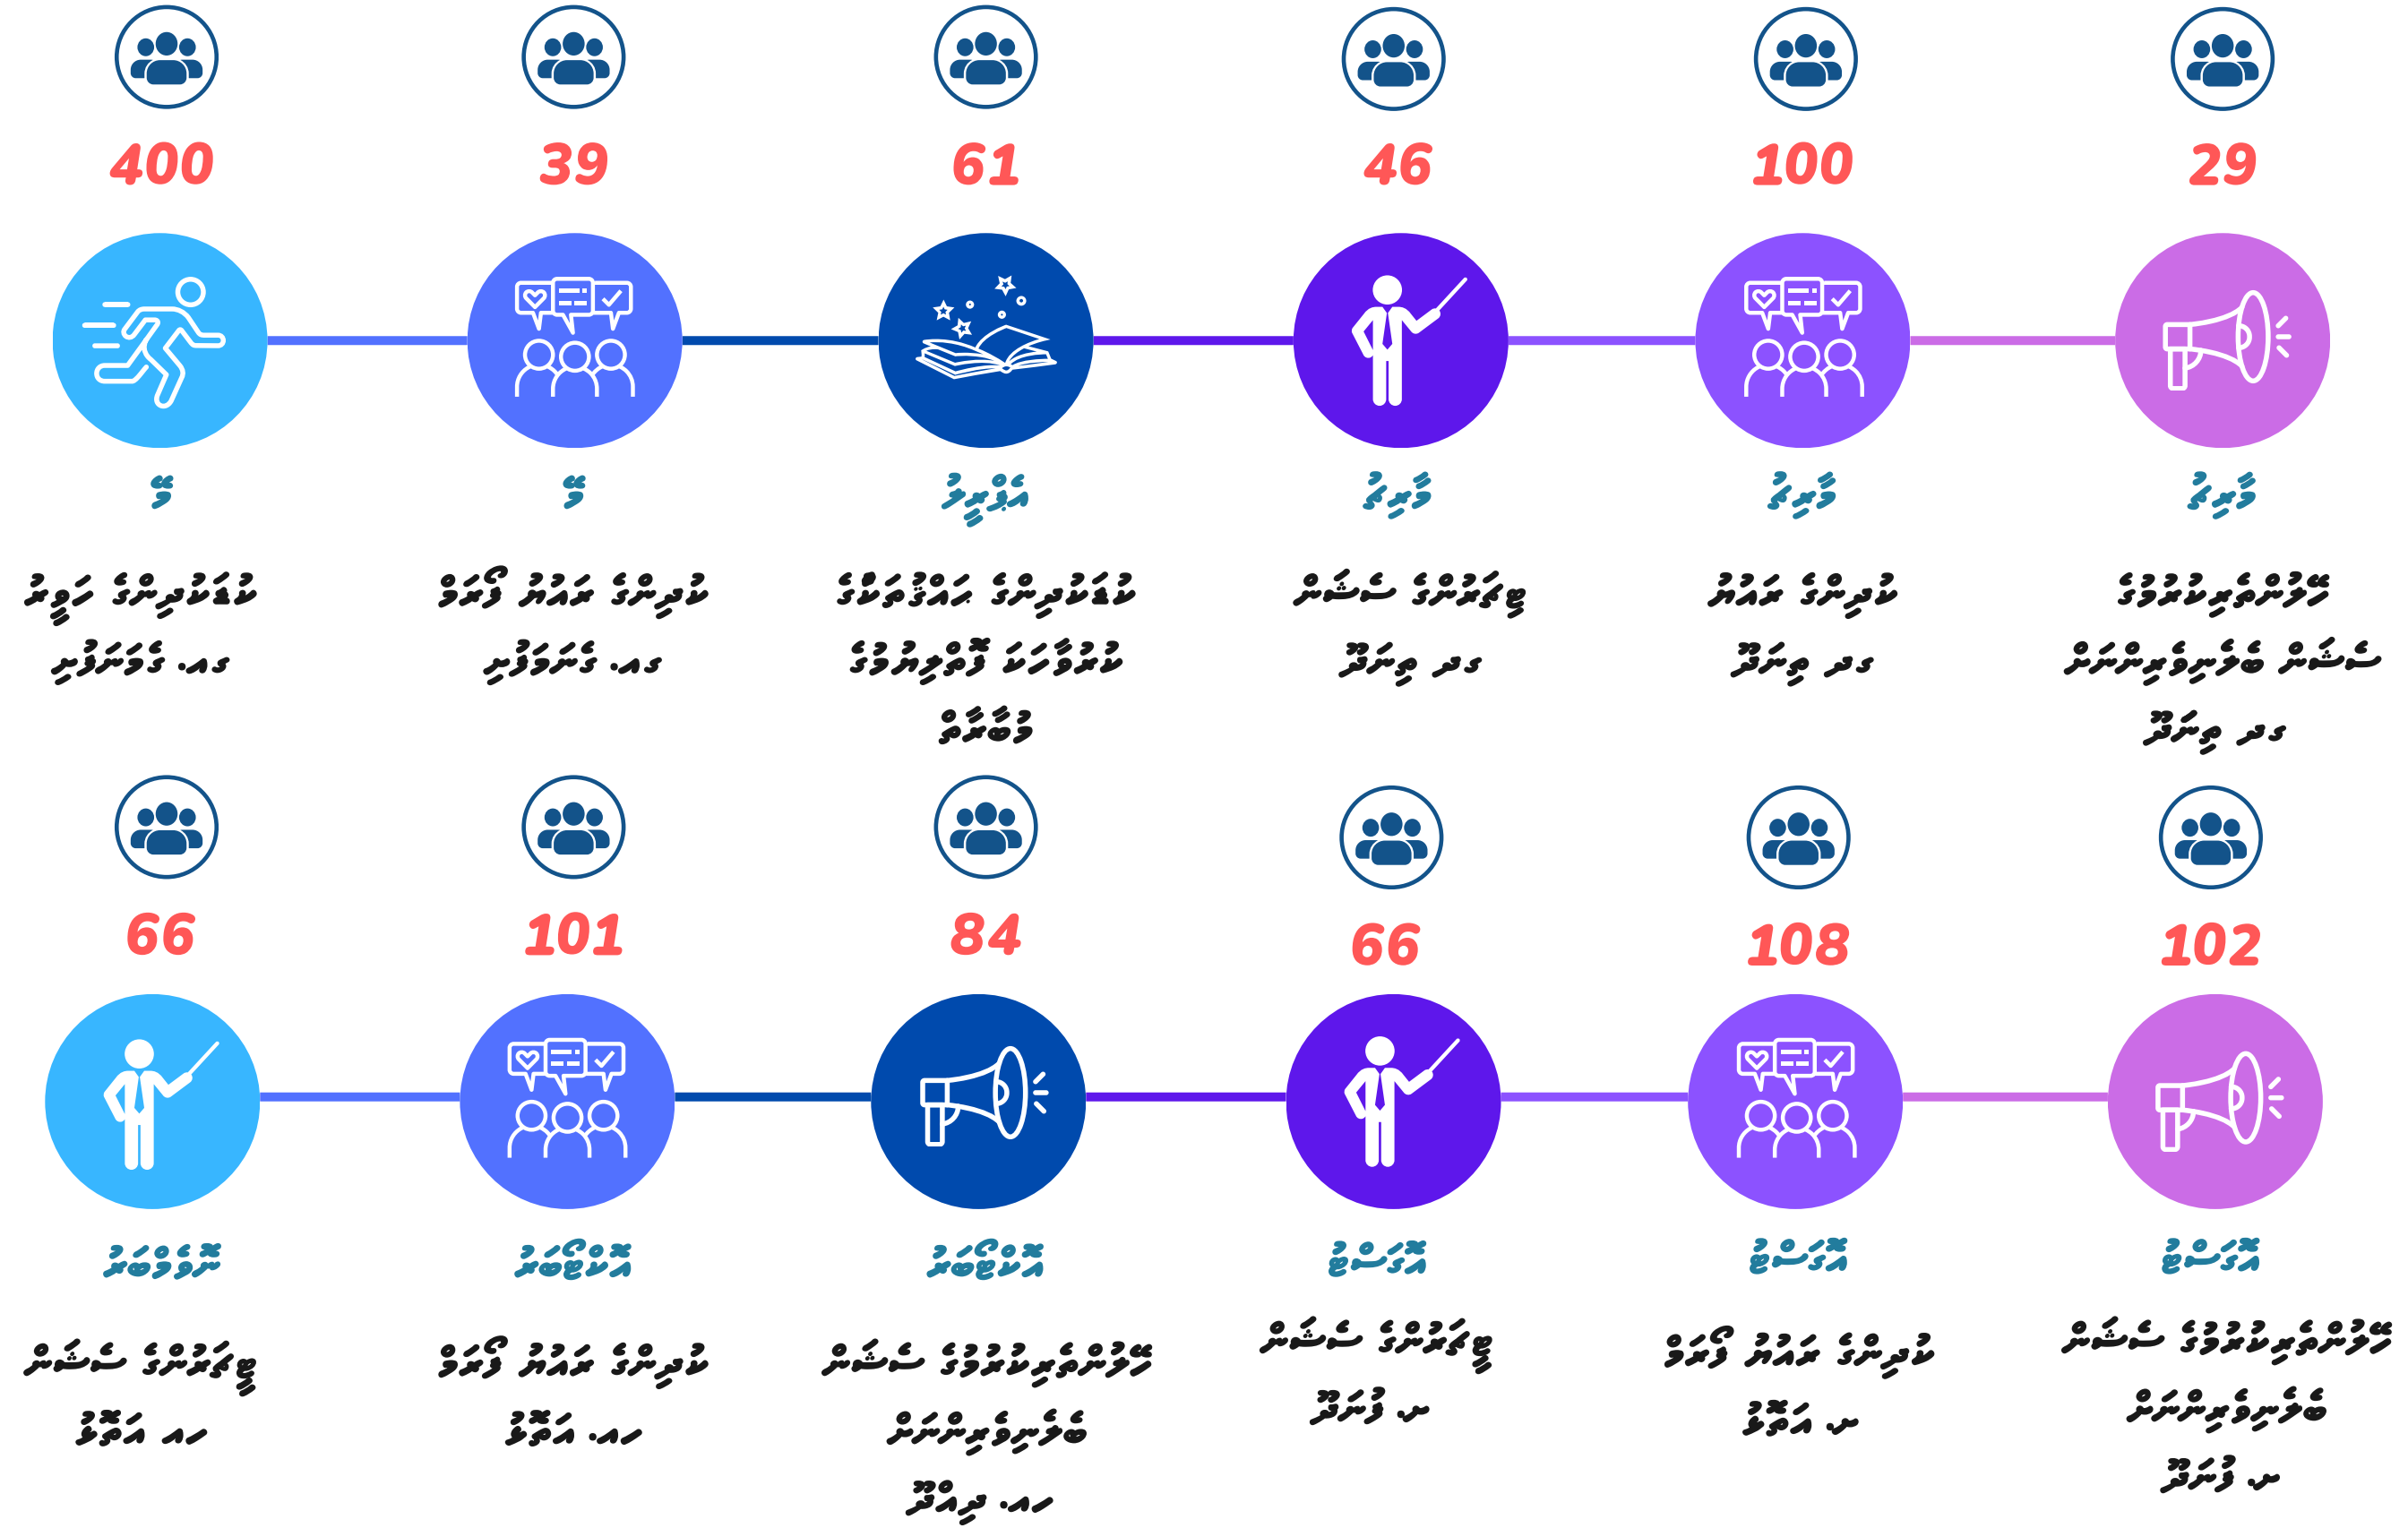 29
މާރިޗު
ހޭލުންތެރިކުރުމުގެ
ސެޝަން ބެލެނިވެރިންނަށް
ގދ ތިނަދޫ
100
މާރިޗު
ކުދިންގެ ރައުޔު
ގދ ތިނަދޫ
46
މާރިޗު
ޓީޗަރުންގެ ސެޝަން
ގދ ތިނަދޫ
61
އޭޕްރީލު
ކުޑަކުދިންގެ ޙައްޤުތަކުގެ
ކުރުވާހަކަ ފޮތްލިޔުމުގެ
މުބާރާތް
39
މޭ
ކުދިންގެ ރައުޔު ފޯރަމް
ގއ. ގެމަނަފުށި
400
މޭ
ކުޑަކުދިންގެ ހަވީރު
ގއ. ގެމަނަފުށި
102
އޮގަސްޓު
ހޭލުންތެރިކުރުމުގެ ސެޝަން
ބެލެނިވެރިންނަށް
ށ. ފުނަދޫ
108
އޮގަސްޓު
ކުދިންގެ ރައުޔު ފޯރަމް
ށ. އަތޮޅު
66
އޮގަސްޓު
ޓީޗަރުންގެ ސެޝަން
ށ. ފުނަދޫ
84
އޮކްޓޯބަރު
ހޭލުންތެރިކުރުމުގެ ސެޝަން
ބެލެނިވެރިންނަށް
ހއ. ދިއްދޫ
101
އޮކްޓޯބަރު
ކުދިންގެ ރައުޔު ފޯރަމް
ހއ. އަތޮޅު
66
ނޮވެމްބަރު
ޓީޗަރުންގެ ސެޝަން
ހއ އަތޮޅު